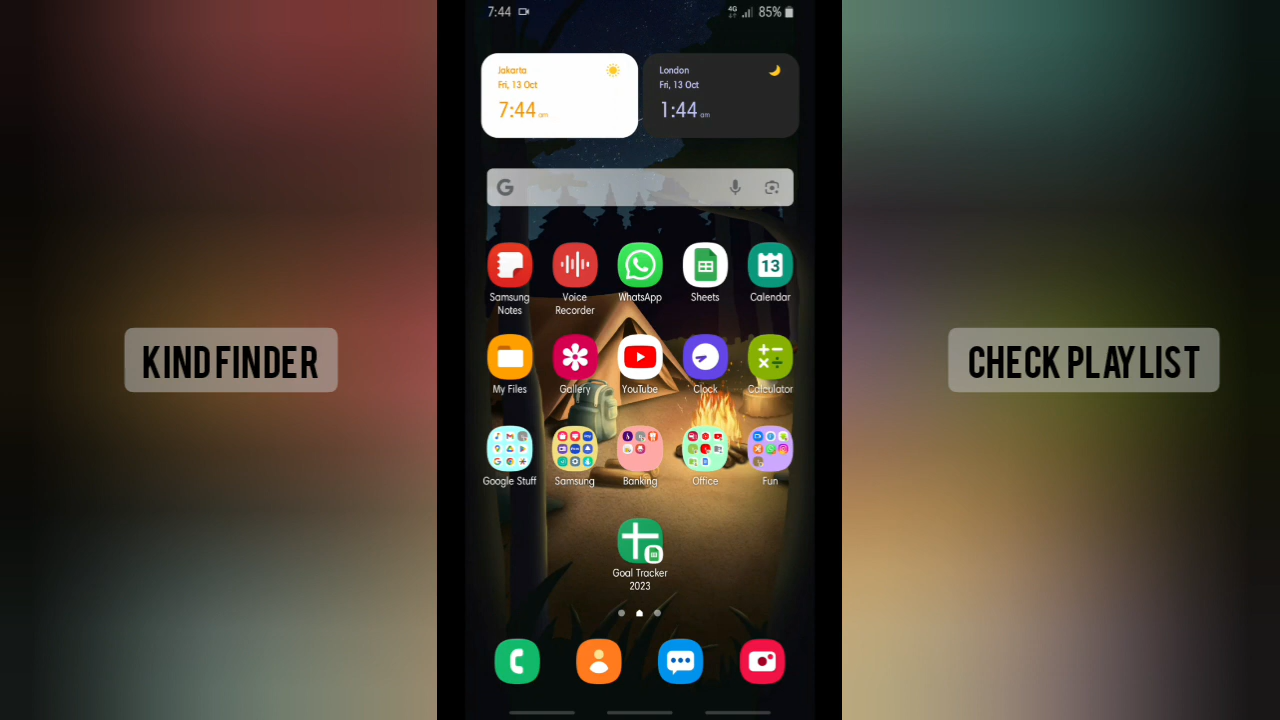 7:44
4G
85%
Jakarta
Fri, 13 Oct
7:44 am
London
Fri, 13 Oct
1:44 am
G
13
Samsung Notes
Voice Recorder
WhatsApp
Sheets
Calendar
My Files
Gallery
YouTube
Clock
Calculator
Google Stuff
Samsung
Banking
Office
Fun
Goal Tracker
2023
KIND FINDER
CHECK PLAYLIST